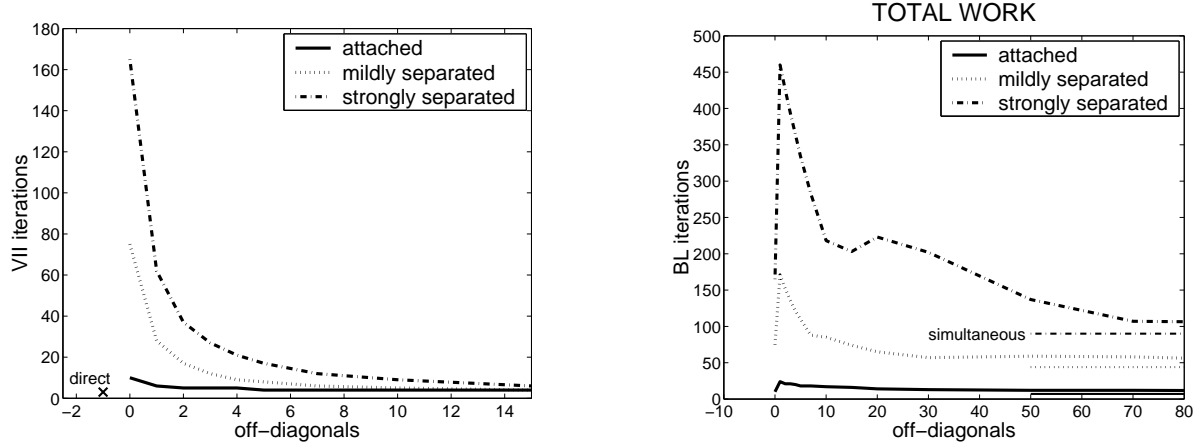 TOTAL WORK
180
160
140
120
100
80
60
40
20
0
VII iterations
attached
mildly separated
strongly separated
direct
−2 0 2 4 6 8 10 12 14
off−diagonals
500
450
400
350
300
250
200
150
100
50
0
BL iterations
attached
mildly separated
strongly separated
simultaneous
−10 0 10 20 30 40 50 60 70 80
off−diagonals